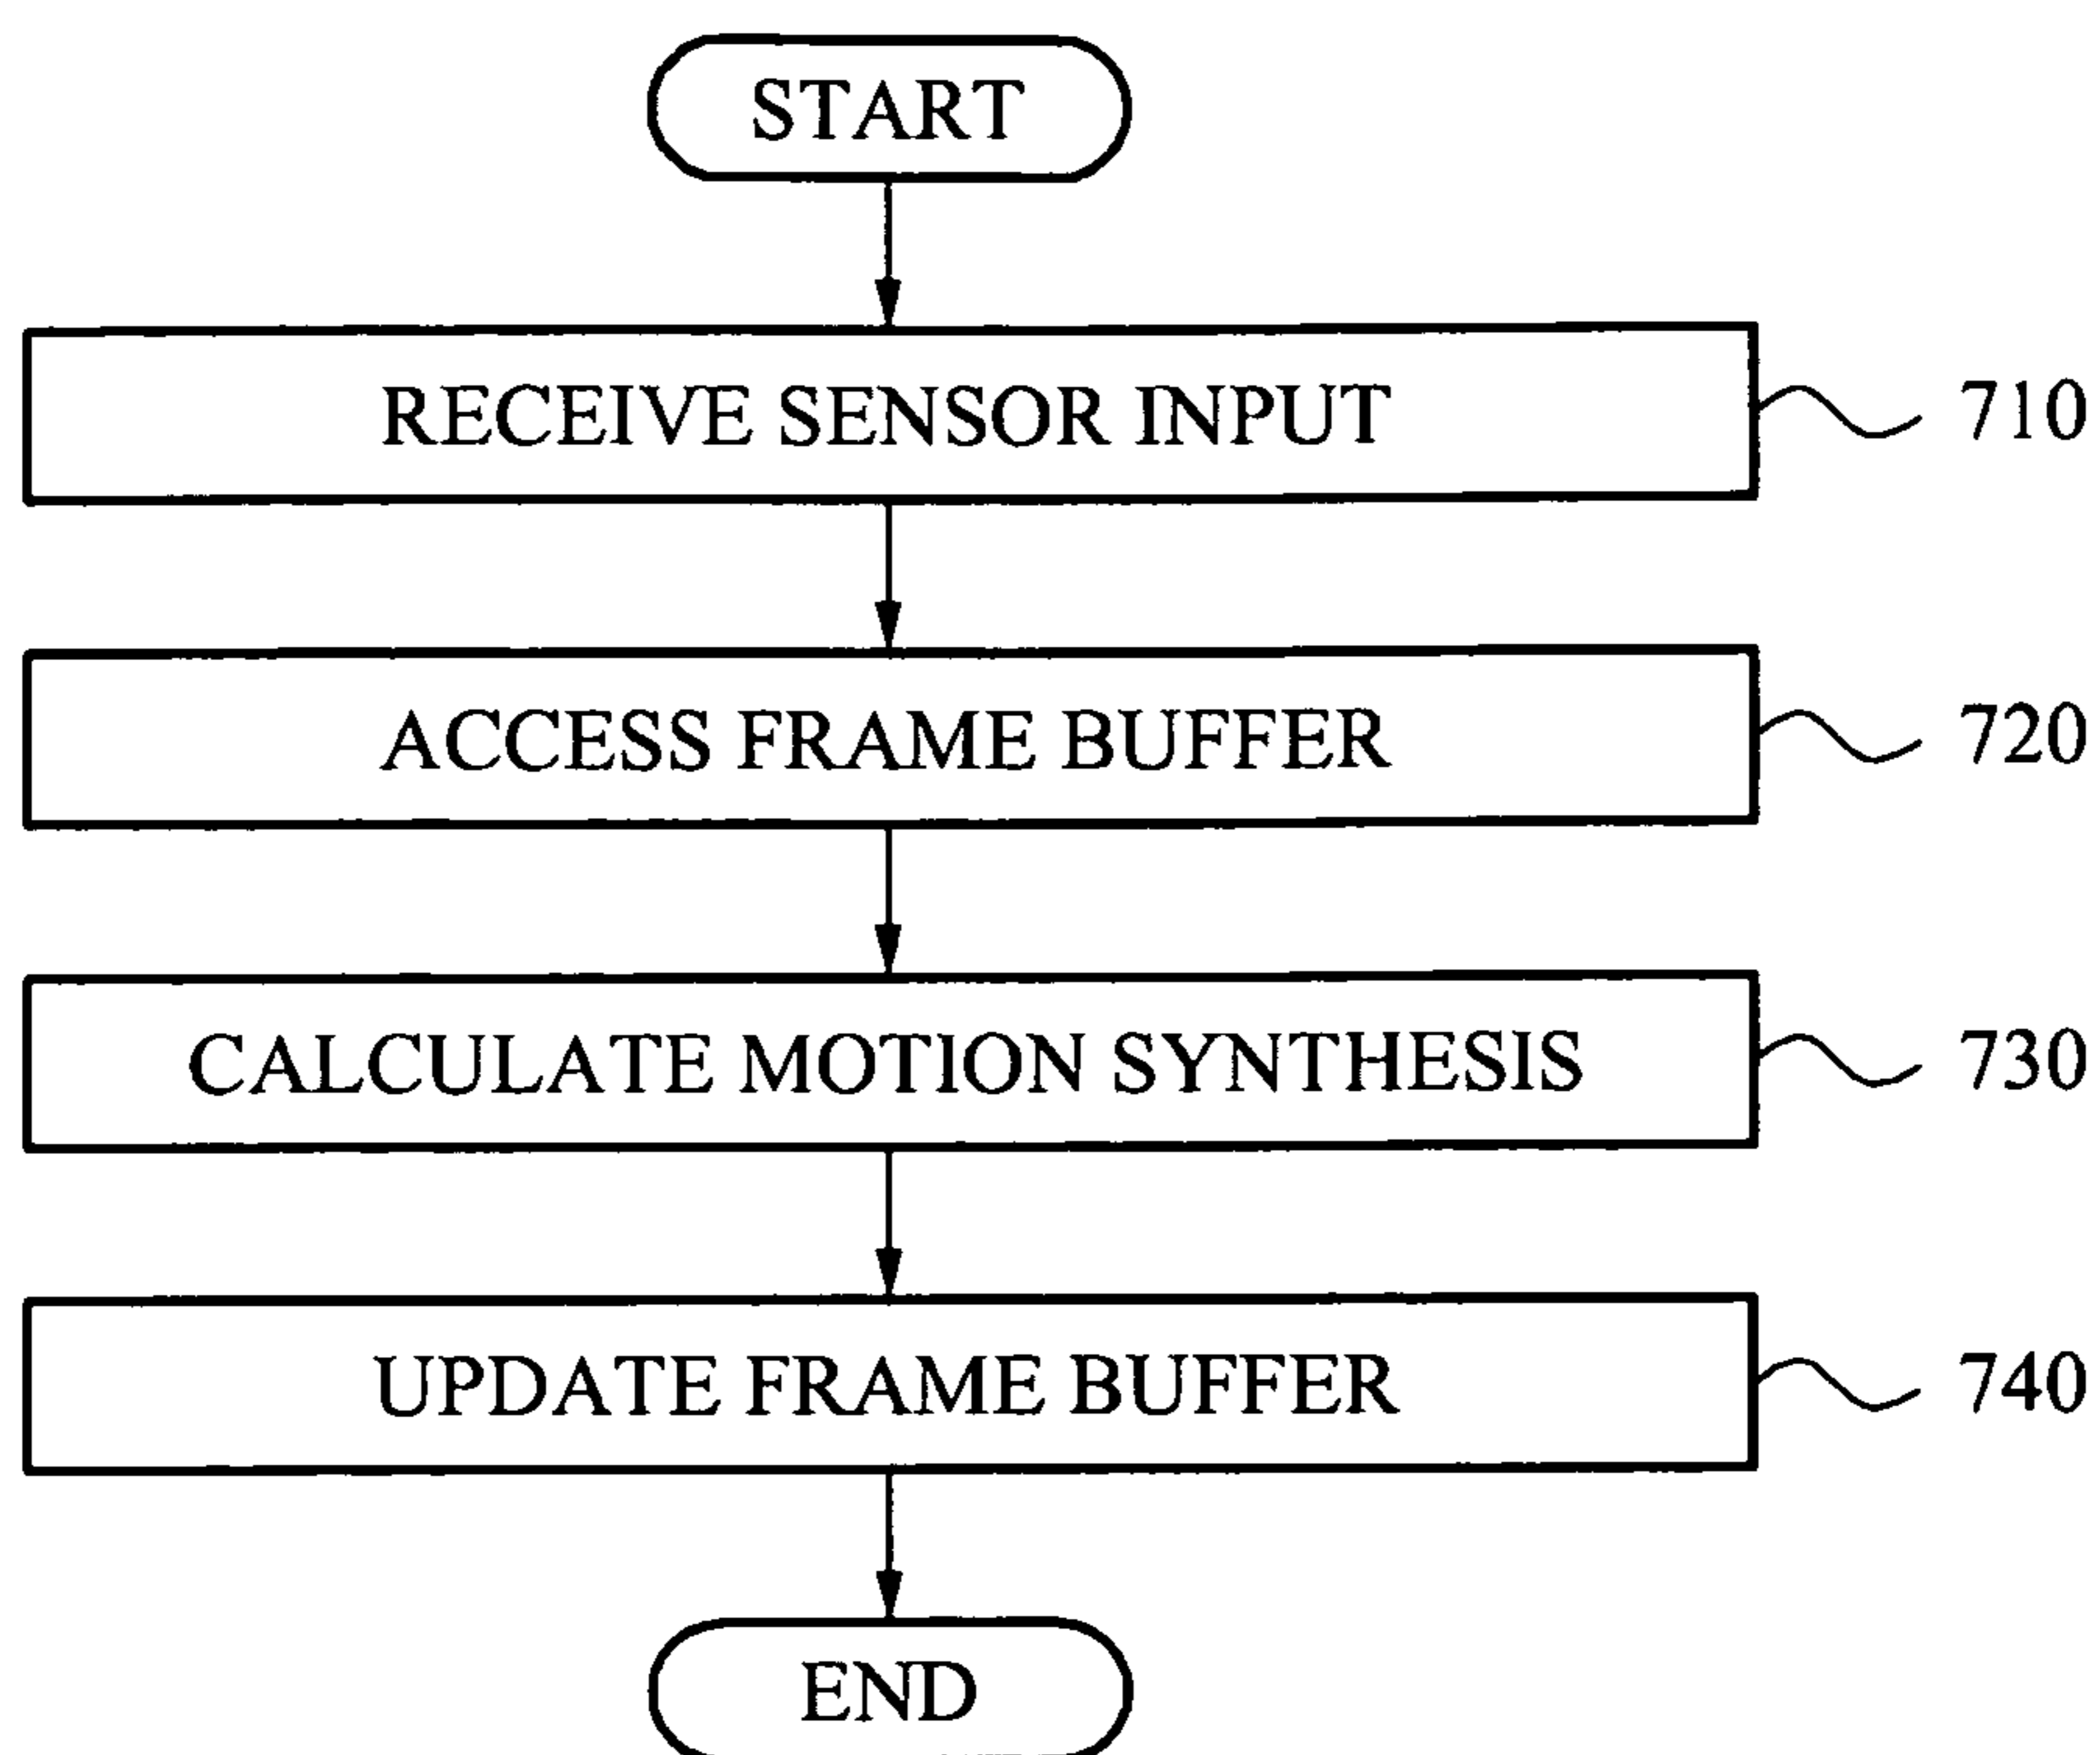 START
RECEIVE SENSOR INPUT 710
ACCESS FRAME BUFFER 720
CALCULATE MOTION SYNTHESIS 730
UPDATE FRAME BUFFER 740
END